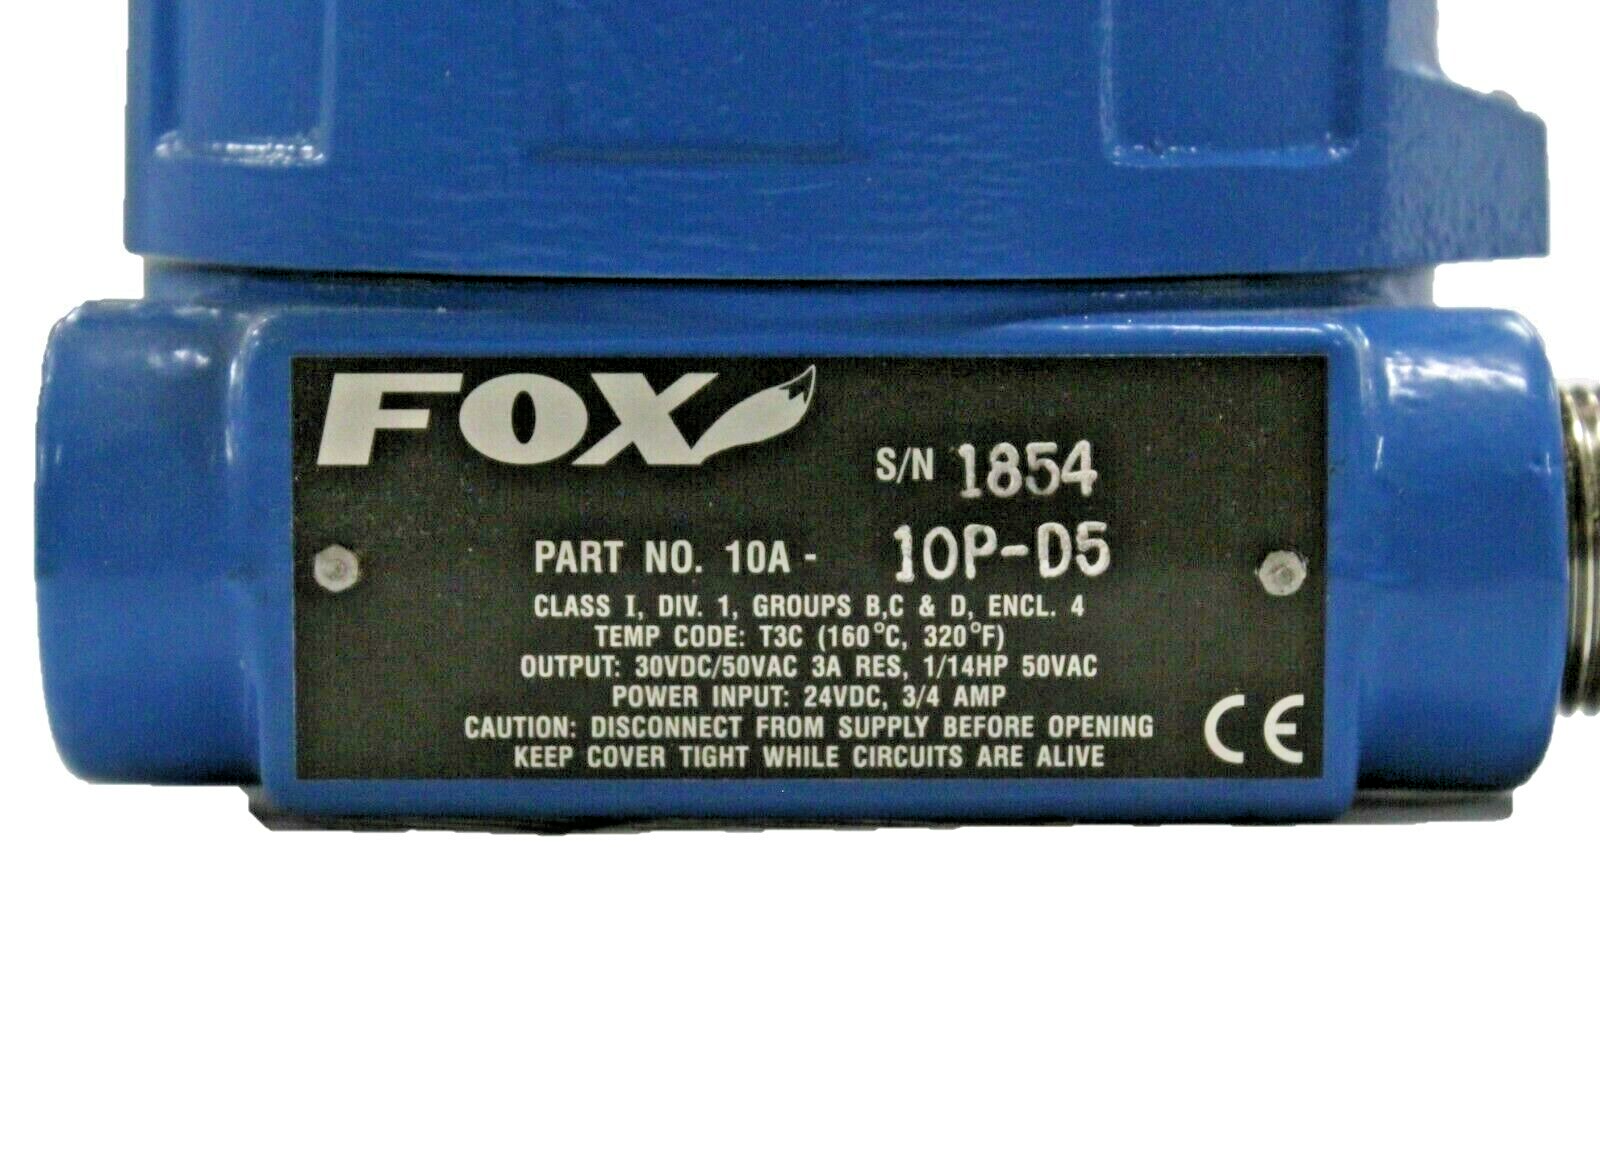 FOX
S/N 1854
PART NO. 10A - 10P-D5
CLASS I, DIV. 1, GROUPS B,C & D, ENCL. 4
TEMP CODE: T3C (160°C, 320°F)
OUTPUT: 30VDC/50VAC 3A RES, 1/14HP 50VAC
POWER INPUT: 24VDC, 3/4 AMP
CAUTION: DISCONNECT FROM SUPPLY BEFORE OPENING
KEEP COVER TIGHT WHILE CIRCUITS ARE ALIVE
CE